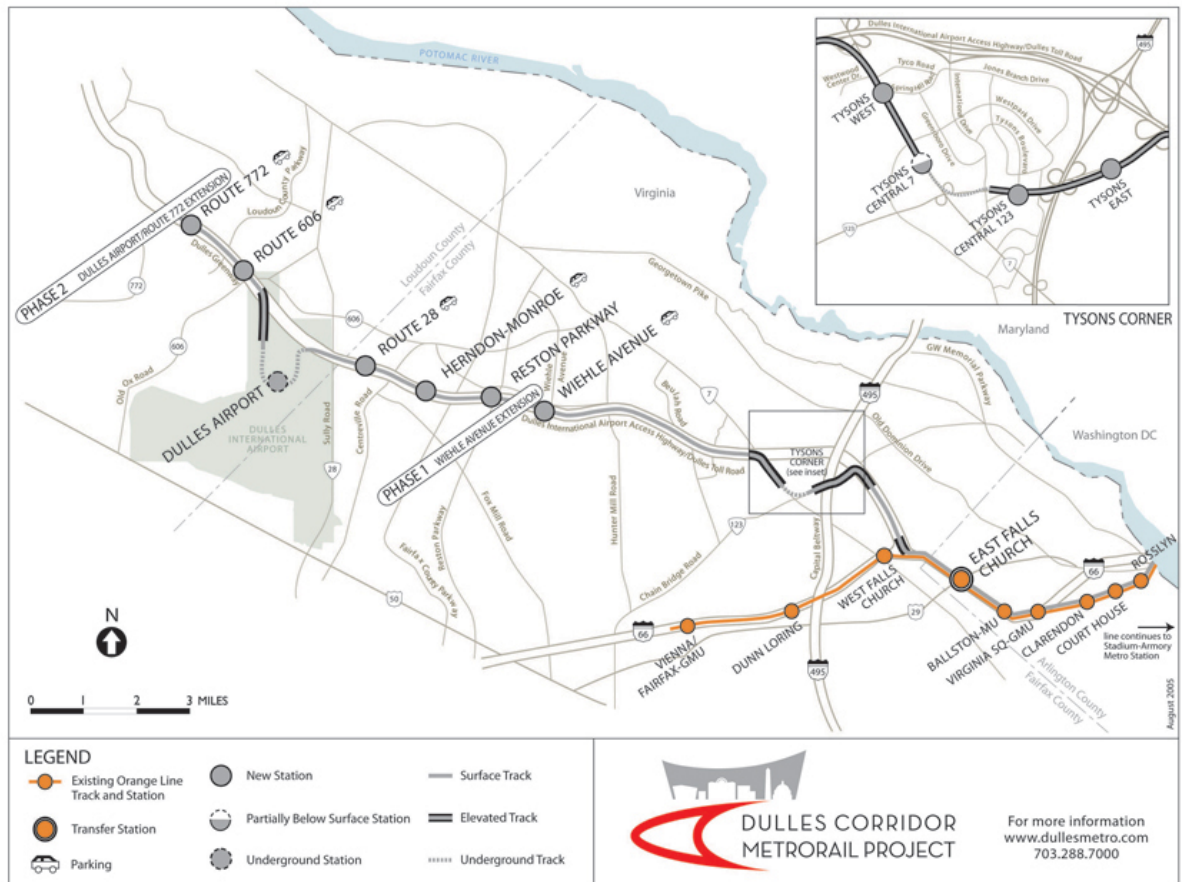 POTOMAC RIVER
Virginia
Maryland
Washington DC
Loudoun County
Fairfax County
Arlington County
Fairfax County
PHASE 2 DULLES AIRPORT/ROUTE 772 EXTENSION
ROUTE 772
Loudoun County Parkway
ROUTE 606
Dulles Greenway
772
606
606
Old Ox Road
DULLES AIRPORT
DULLES
INTERNATIONAL
AIRPORT
Sully Road
28
Centreville Road
ROUTE 28
HERNDON-MONROE
RESTON PARKWAY
Wiehle
Avenue
WIEHLE AVENUE
PHASE 1 WIEHLE AVENUE EXTENSION
Dulles International Airport Access Highway/Dulles Toll Road
Fairfax County Parkway
Reston Parkway
Fox Mill Road
50
Hunter Mill Road
Beulah Road
7
Georgetown Pike
GW Memorial Parkway
Old Dominion Drive
495
TYSONS
CORNER
(see inset)
123
Chain Bridge Road
Capital Beltway
495
66
29
66
VIENNA/
FAIRFAX-GMU
DUNN LORING
WEST FALLS
CHURCH
EAST FALLS
CHURCH
BALLSTON-MU
VIRGINIA SQ-GMU
CLARENDON
COURT HOUSE
ROSSLYN
line continues to
Stadium-Armory
Metro Station
August 2005
Dulles International Airport Access Highway/Dulles Toll Road
495
Westwood
Center Dr.
Tyco Road
Spring Hill Road
International Drive
Jones Branch Drive
Westpark Drive
Tysons Boulevard
Greensboro Drive
TYSONS
WEST
TYSONS
CENTRAL 7
TYSONS
CENTRAL 123
TYSONS
EAST
123
7
TYSONS CORNER
N
0 1 2 3 MILES
LEGEND
Existing Orange Line
Track and Station
Transfer Station
Parking
New Station
Partially Below Surface Station
Underground Station
Surface Track
Elevated Track
Underground Track
DULLES CORRIDOR
METRORAIL PROJECT
For more information
www.dullesmetro.com
703.288.7000